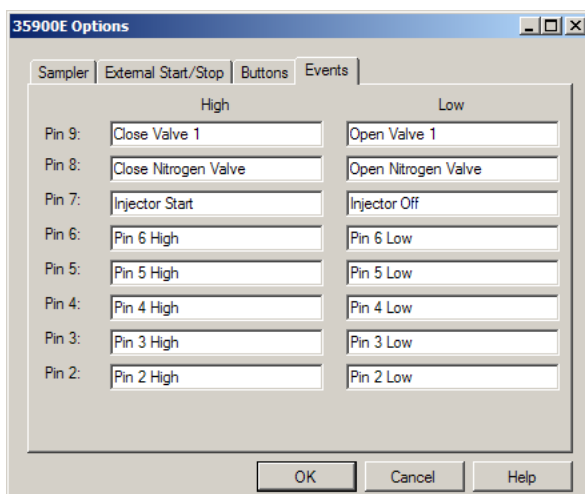 35900E Options
Sampler External Start/Stop Buttons Events
High Low
Pin 9: Close Valve 1 Open Valve 1
Pin 8: Close Nitrogen Valve Open Nitrogen Valve
Pin 7: Injector Start Injector Off
Pin 6: Pin 6 High Pin 6 Low
Pin 5: Pin 5 High Pin 5 Low
Pin 4: Pin 4 High Pin 4 Low
Pin 3: Pin 3 High Pin 3 Low
Pin 2: Pin 2 High Pin 2 Low
OK Cancel Help